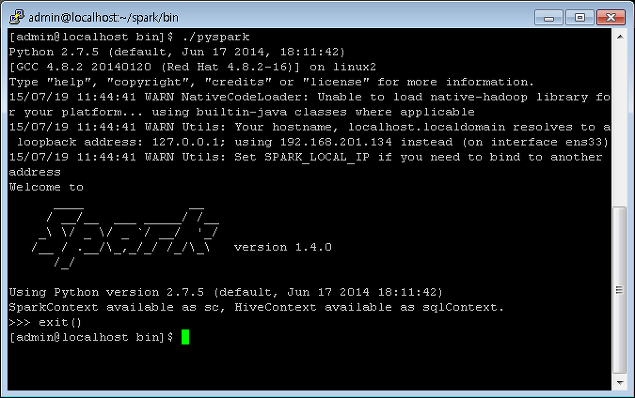 admin@localhost:~/spark/bin
[admin@localhost bin]$ ./pyspark
Python 2.7.5 (default, Jun 17 2014, 18:11:42)
[GCC 4.8.2 20140120 (Red Hat 4.8.2-16)] on linux2
Type "help", "copyright", "credits" or "license" for more information.
15/07/19 11:44:41 WARN NativeCodeLoader: Unable to load native-hadoop library fo
r your platform... using builtin-java classes where applicable
15/07/19 11:44:41 WARN Utils: Your hostname, localhost.localdomain resolves to a
 loopback address: 127.0.0.1; using 192.168.201.134 instead (on interface ens33)
15/07/19 11:44:41 WARN Utils: Set SPARK_LOCAL_IP if you need to bind to another
address
Welcome to
Spark version 1.4.0
Using Python version 2.7.5 (default, Jun 17 2014 18:11:42)
SparkContext available as sc, HiveContext available as sqlContext.
>>> exit()
[admin@localhost bin]$